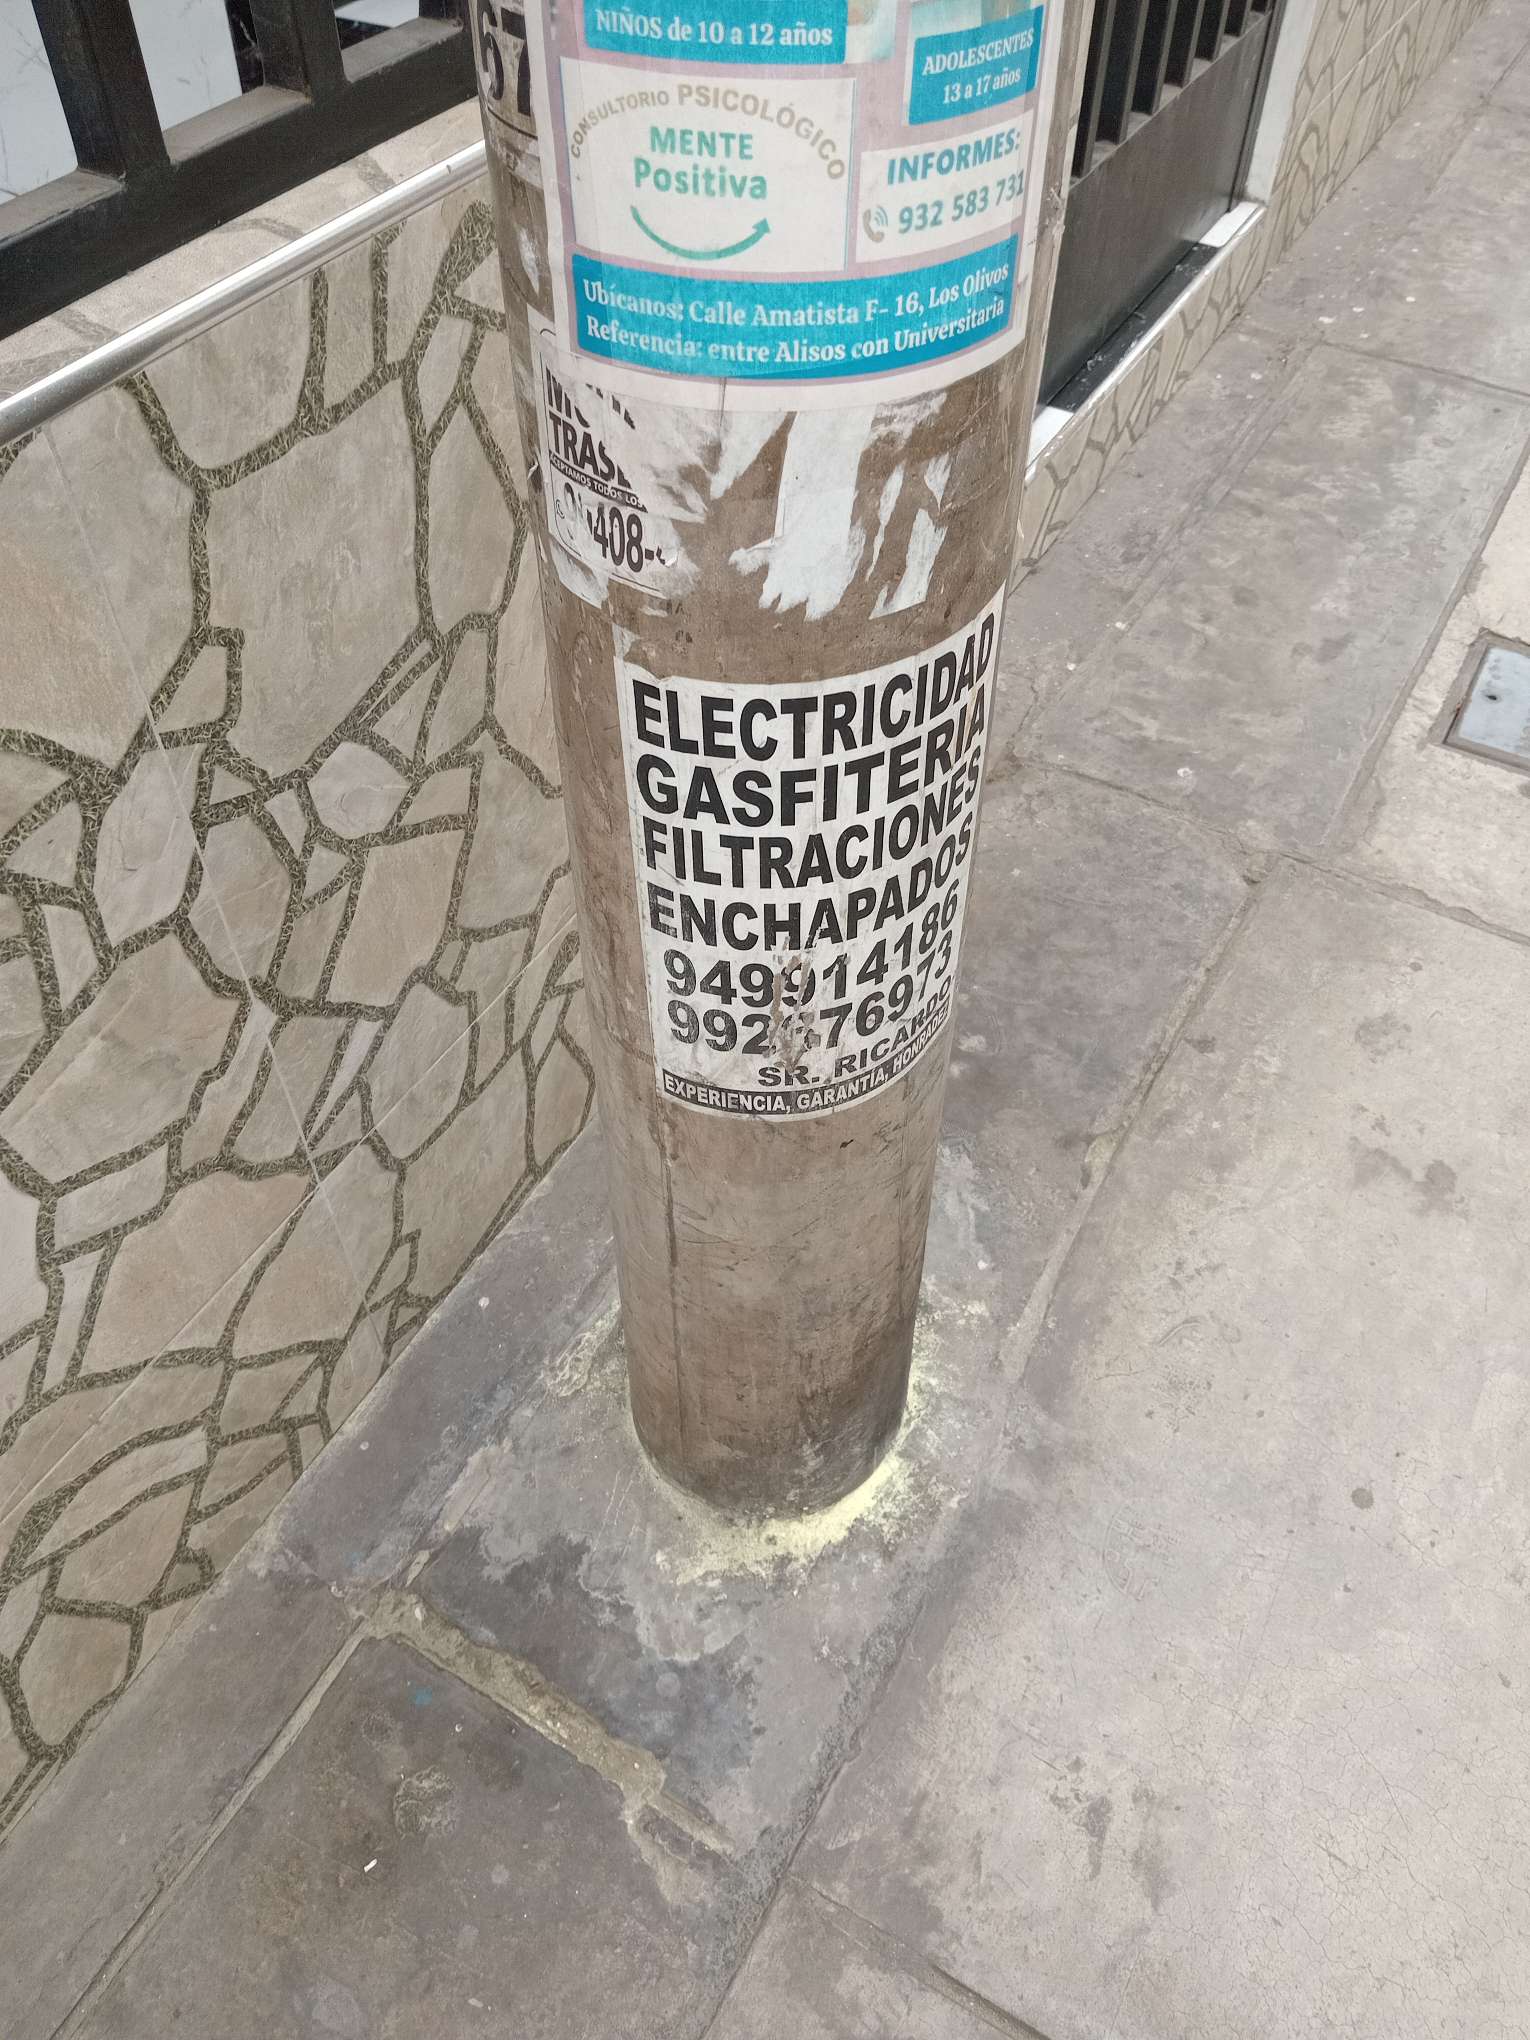 67
NIÑOS de 10 a 12 años
ADOLESCENTES
13 a 17 años
CONSULTORIO PSICOLÓGICO
MENTE
Positiva
INFORMES:
932 583 731
Ubícanos: Calle Amatista F- 16, Los Olivos
Referencia: entre Alisos con Universitaria
ELECTRICIDAD
GASFITERIA
FILTRACIONES
ENCHAPADOS
949914186
SR. RICARDO
EXPERIENCIA, GARANTIA, HONRADEZ